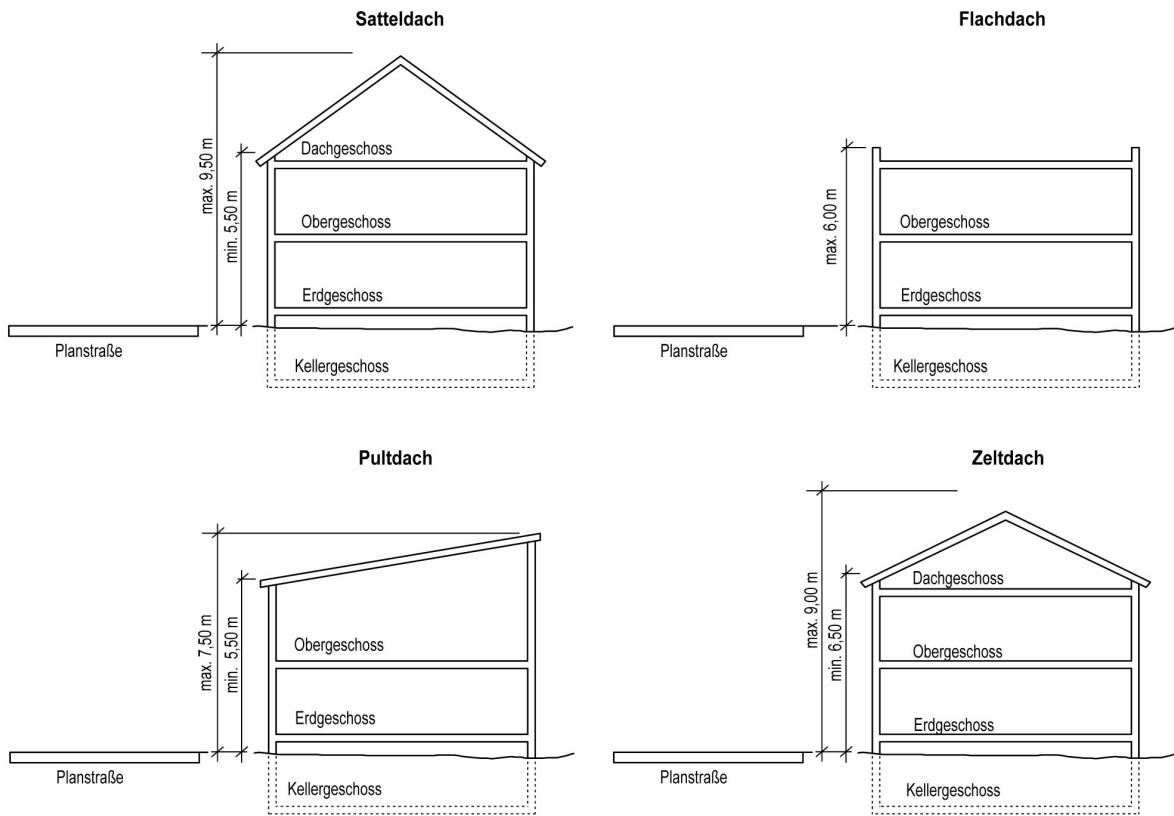 Satteldach
max. 9,50 m
min. 5,50 m
Dachgeschoss
Obergeschoss
Erdgeschoss
Planstraße
Kellergeschoss
Flachdach
max. 6,00 m
Obergeschoss
Erdgeschoss
Planstraße
Kellergeschoss
Pultdach
max. 7,50 m
min. 5,50 m
Obergeschoss
Erdgeschoss
Planstraße
Kellergeschoss
Zeltdach
max. 9,00 m
min. 6,50 m
Dachgeschoss
Obergeschoss
Erdgeschoss
Planstraße
Kellergeschoss